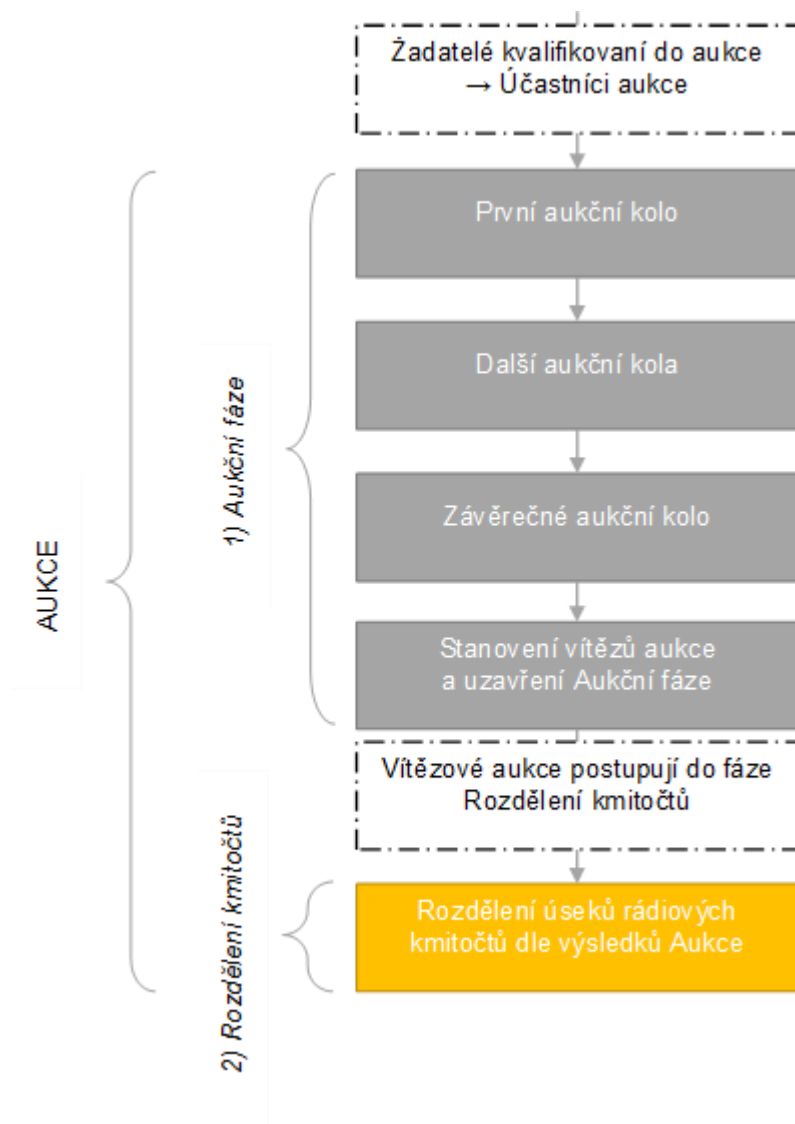 Žadatelé kvalifikovaní do aukce
→ Účastníci aukce
První aukční kolo
Další aukční kola
Závěrečné aukční kolo
Stanovení vítězů aukce
a uzavření Aukční fáze
Vítězové aukce postupují do fáze
Rozdělení kmitočtů
Rozdělení úseků rádiových
kmitočtů dle výsledků Aukce
AUKCE
1) Aukční fáze
2) Rozdělení kmitočtů